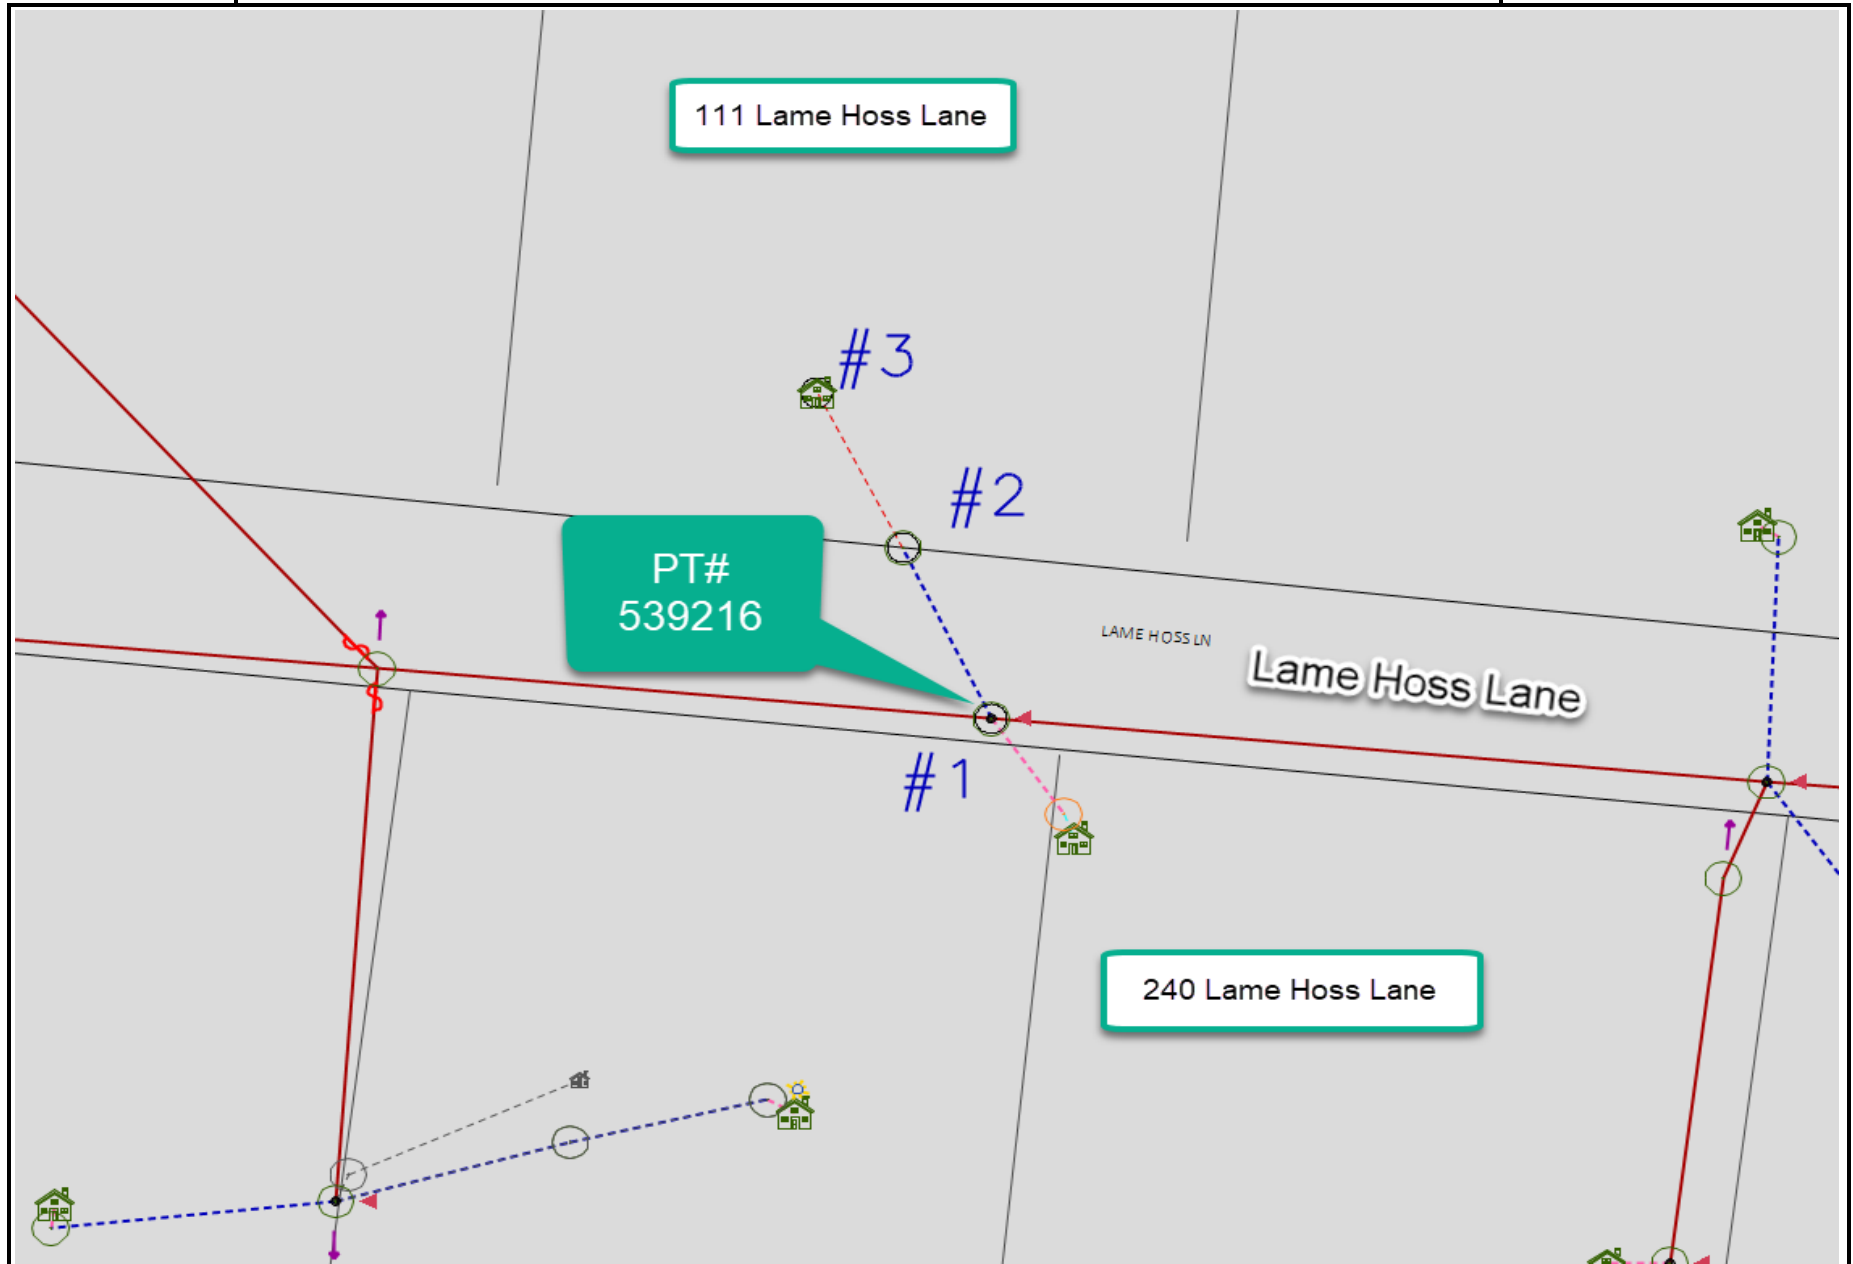 111 Lame Hoss Lane
#3
#2
PT#
539216
LAME HOSS LN
Lame Hoss Lane
#1
240 Lame Hoss Lane